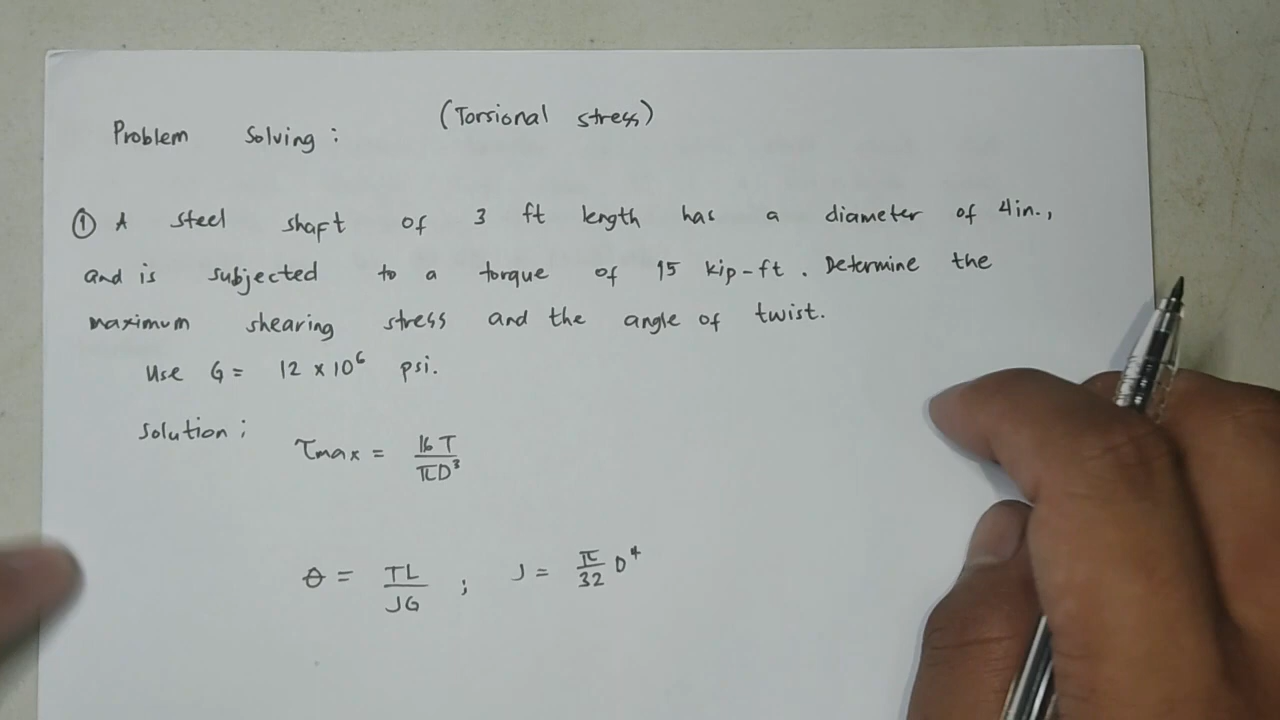 (Torsional stress)
Problem Solving:
① A steel shaft of 3 ft length has a diameter of 4in.,
and is subjected to a torque of 15 kip-ft. Determine the
maximum shearing stress and the angle of twist.
Use G = 12 x 10⁶ psi.
Solution:
τmax = 16T / πD³
θ = TL / JG ; J = π/32 D⁴